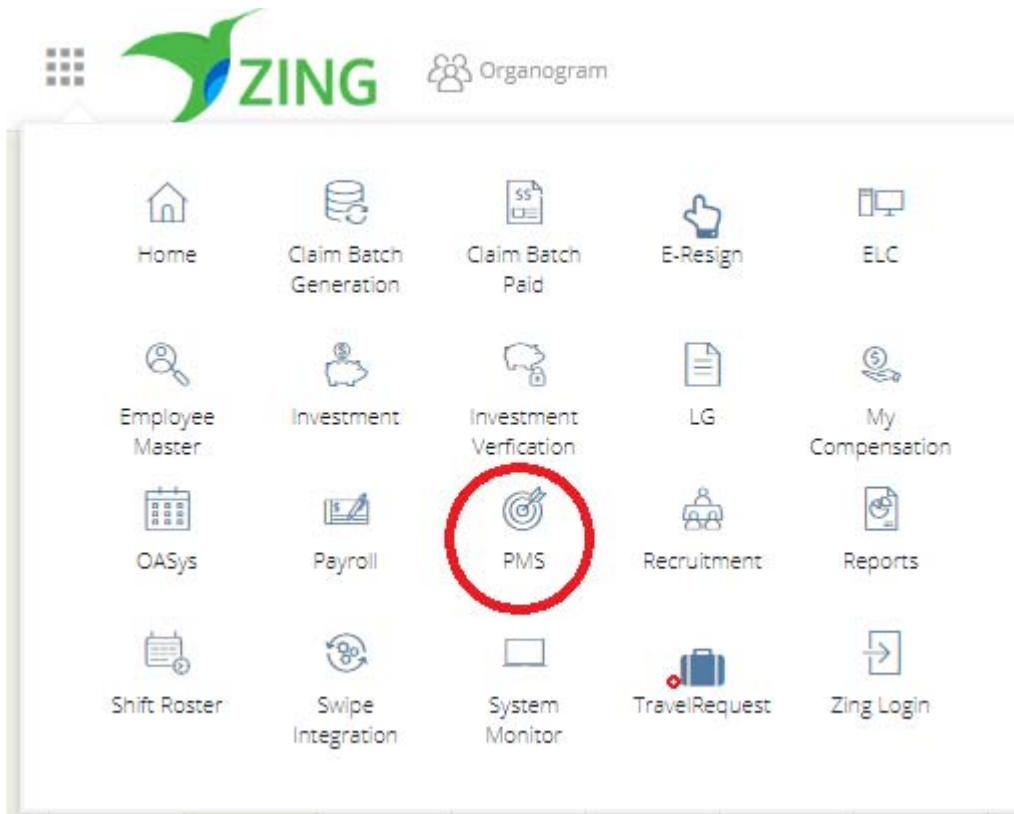 ZING Organogram
Home Claim Batch Claim Batch E-Resign ELC
Generation Paid
Employee Investment Investment LG My
Master Verfication Compensation
OASys Payroll PMS Recruitment Reports
Shift Roster Swipe System TravelRequest Zing Login
Integration Monitor